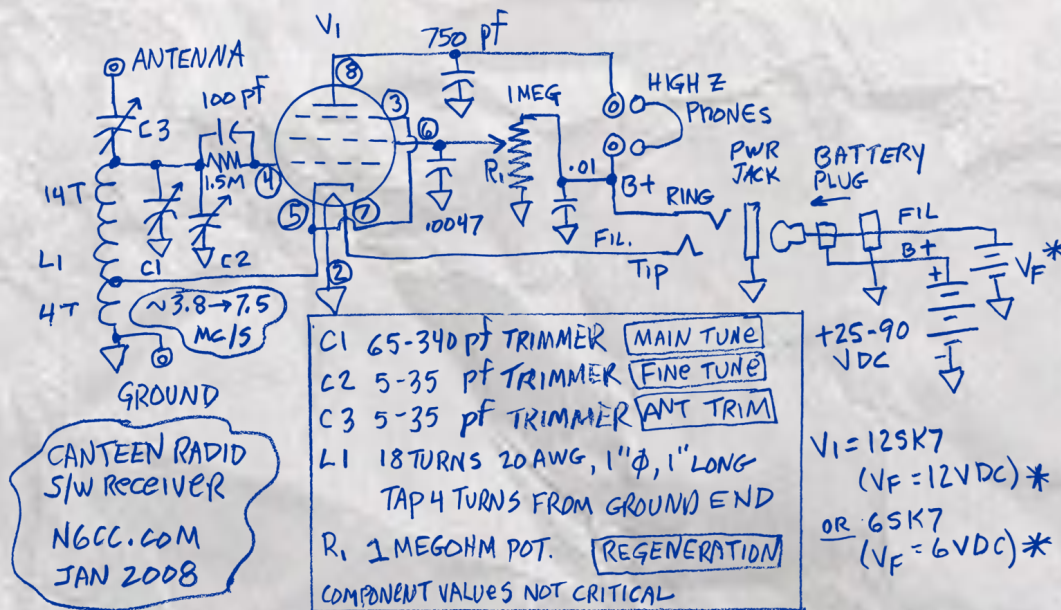 V1
750 pf
ANTENNA
C3
100 pf
1.5M
8
3
6
4
5
7
2
1MEG
R1
.01
.0047
HIGH Z
PHONES
B+
RING
FIL.
TIP
PWR
JACK
BATTERY
PLUG
FIL
B+
+
VF*
+25-90
VDC
14T
L1
4T
C1
C2
~3.8→7.5
MC/S
GROUND
CANTEEN RADIO
S/W RECEIVER
N6CC.COM
JAN 2008
C1 65-340 pf TRIMMER MAIN TUNE
C2 5-35 pf TRIMMER FINE TUNE
C3 5-35 pf TRIMMER ANT TRIM
L1 18 TURNS 20 AWG, 1"φ, 1" LONG
TAP 4 TURNS FROM GROUND END
R1 1 MEGOHM POT. REGENERATION
COMPONENT VALUES NOT CRITICAL
V1 = 12SK7
(VF = 12VDC) *
OR 6SK7
(VF = 6VDC) *